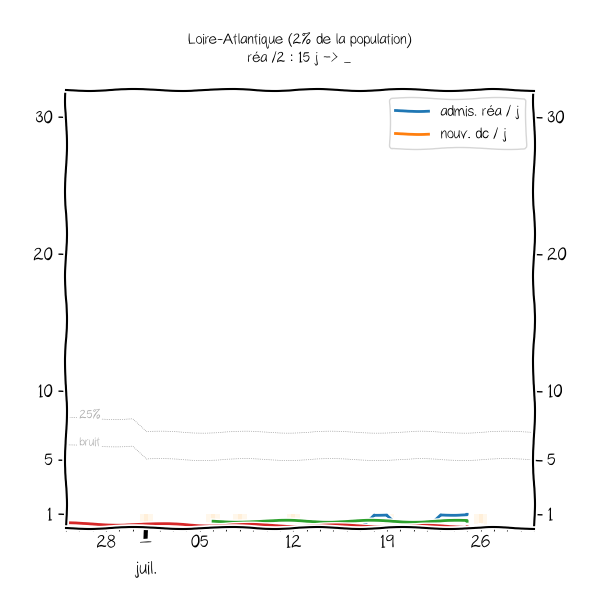 Loire-Atlantique (2% de la population)
réa /2 : 15 j -> _
admis. réa / j
nouv. dc / j
30
30
20
20
10
10
25%
bruit
5
5
1
1
28
05
12
19
26
juil.